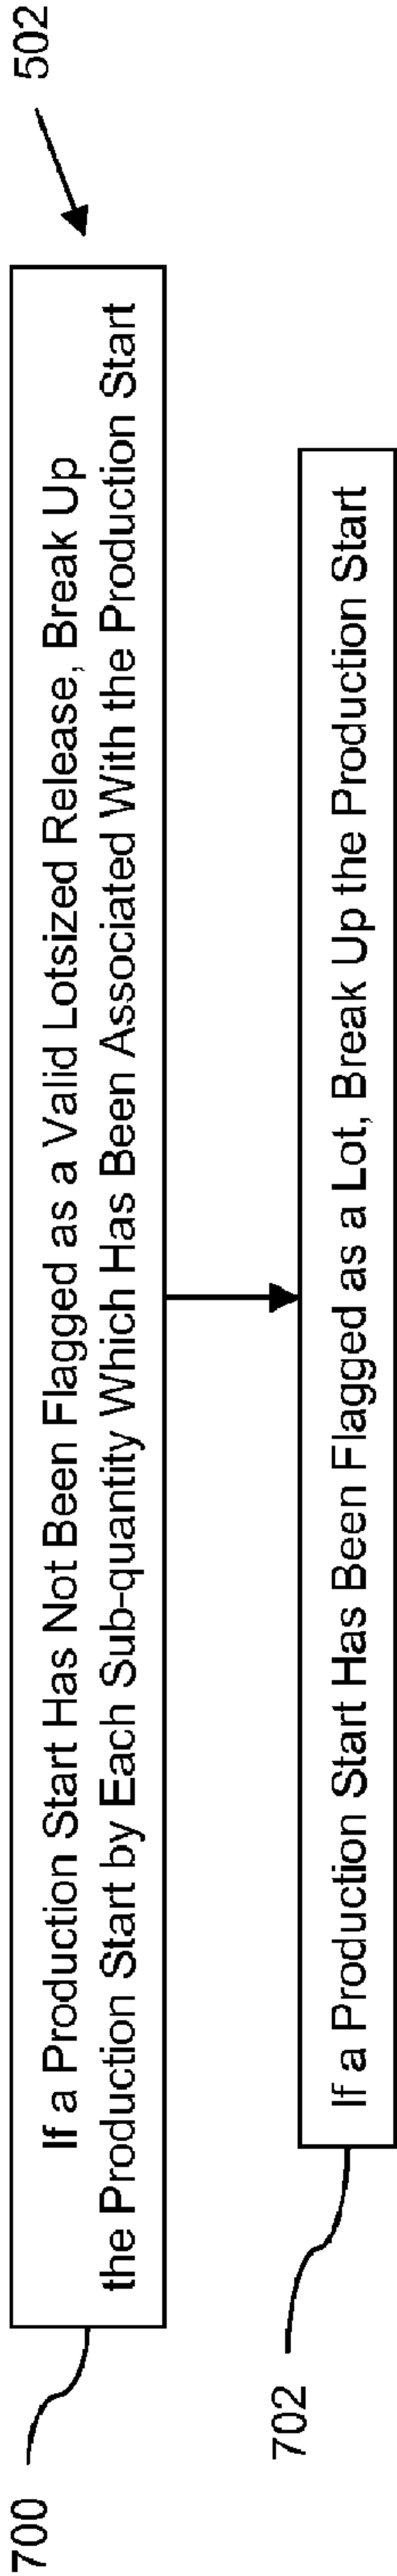 502
If a Production Start Has Not Been Flagged as a Valid Lotsized Release, Break Up
the Production Start by Each Sub-quantity Which Has Been Associated With the Production Start
700
If a Production Start Has Been Flagged as a Lot, Break Up the Production Start
702